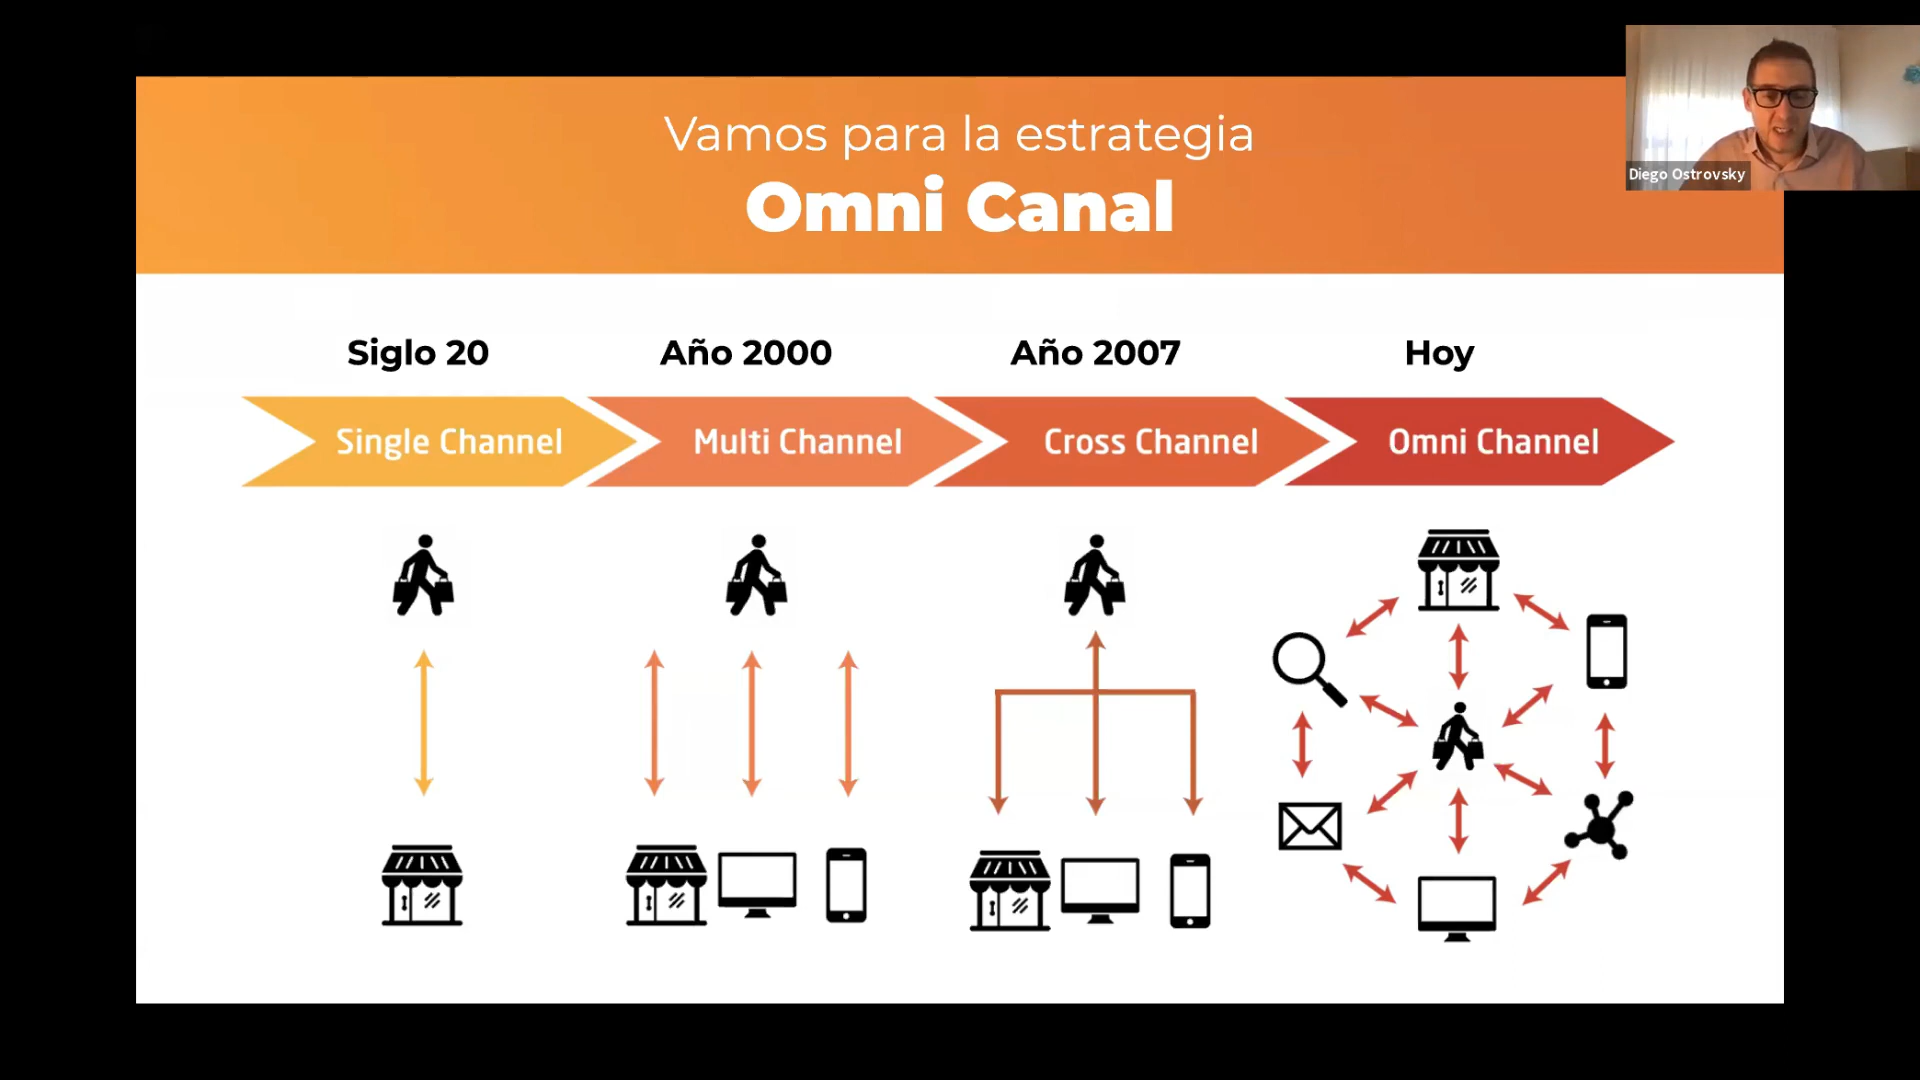 Vamos para la estrategia
Omni Canal
Diego Ostrovsky
Siglo 20
Año 2000
Año 2007
Hoy
Single Channel
Multi Channel
Cross Channel
Omni Channel